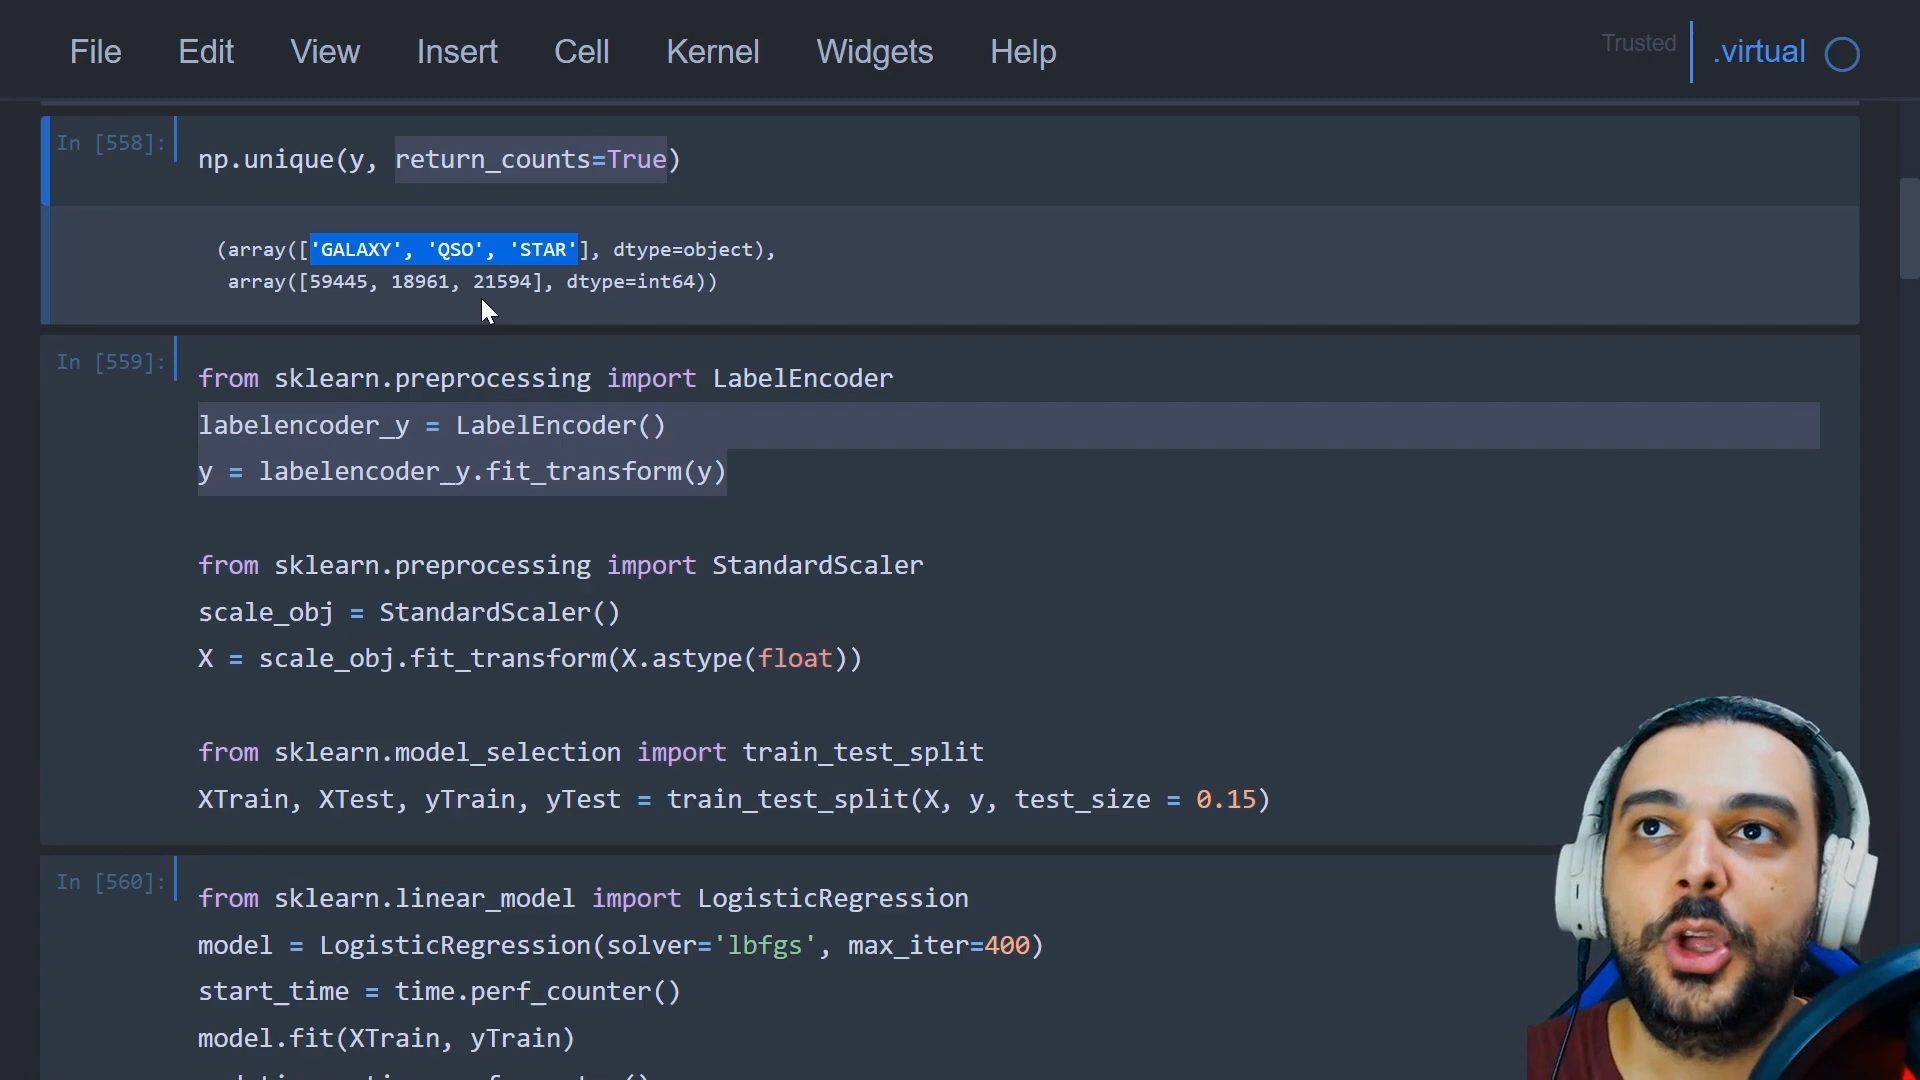 File Edit View Insert Cell Kernel Widgets Help Trusted .virtual
In [558]: np.unique(y, return_counts=True)
(array(['GALAXY', 'QSO', 'STAR'], dtype=object),
array([59445, 18961, 21594], dtype=int64))
In [559]: from sklearn.preprocessing import LabelEncoder
labelencoder_y = LabelEncoder()
y = labelencoder_y.fit_transform(y)
from sklearn.preprocessing import StandardScaler
scale_obj = StandardScaler()
X = scale_obj.fit_transform(X.astype(float))
from sklearn.model_selection import train_test_split
XTrain, XTest, yTrain, yTest = train_test_split(X, y, test_size = 0.15)
In [560]: from sklearn.linear_model import LogisticRegression
model = LogisticRegression(solver='lbfgs', max_iter=400)
start_time = time.perf_counter()
model.fit(XTrain, yTrain)